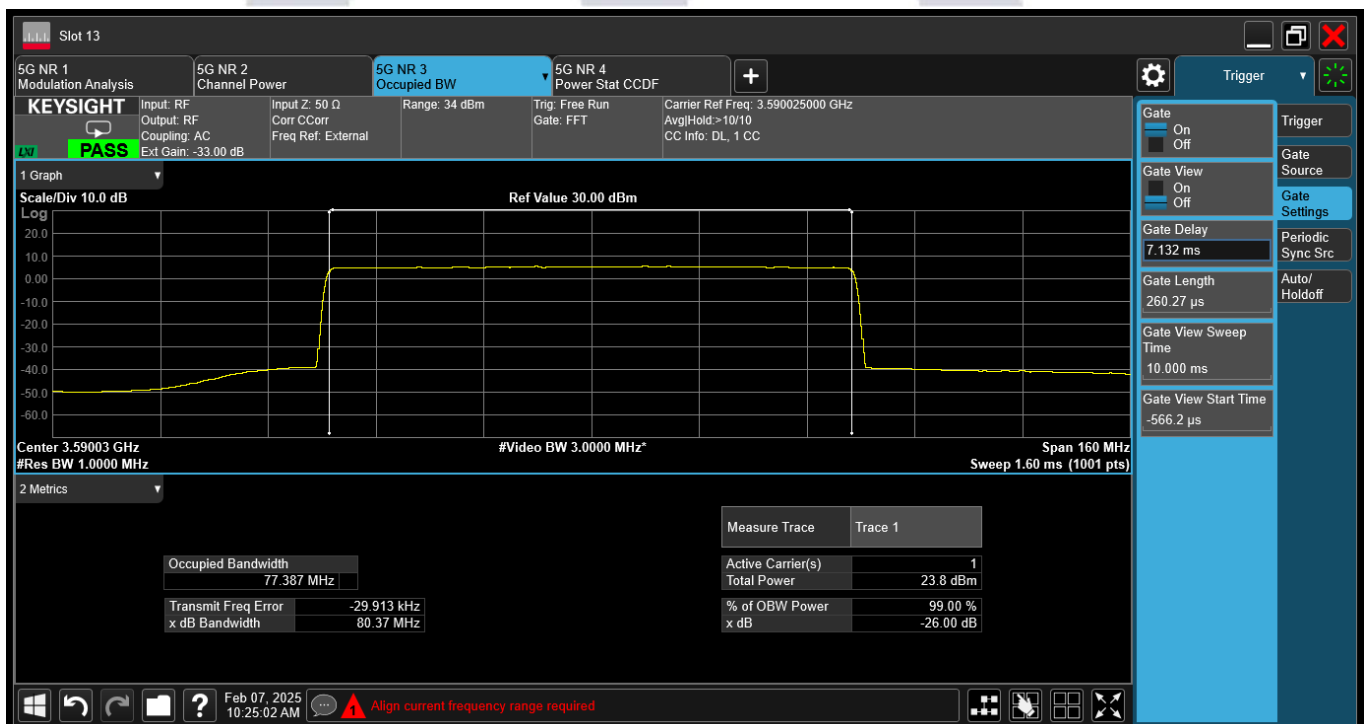 Slot 13
5G NR 1
Modulation Analysis
5G NR 2
Channel Power
5G NR 3
Occupied BW
5G NR 4
Power Stat CCDF
+
Trigger
KEYSIGHT
LXI
PASS
Input: RF
Output: RF
Coupling: AC
Ext Gain: -33.00 dB
Input Z: 50 Ω
Corr CCorr
Freq Ref: External
Range: 34 dBm
Trig: Free Run
Gate: FFT
Carrier Ref Freq: 3.590025000 GHz
Avg|Hold:>10/10
CC Info: DL, 1 CC
1 Graph
Scale/Div 10.0 dB
Ref Value 30.00 dBm
Log
20.0
10.0
0.00
-10.0
-20.0
-30.0
-40.0
-50.0
-60.0
Center 3.59003 GHz
#Video BW 3.0000 MHz*
Span 160 MHz
#Res BW 1.0000 MHz
Sweep 1.60 ms (1001 pts)
2 Metrics
Measure Trace Trace 1
Occupied Bandwidth
77.387 MHz
Transmit Freq Error -29.913 kHz
x dB Bandwidth 80.37 MHz
Active Carrier(s) 1
Total Power 23.8 dBm
% of OBW Power 99.00 %
x dB -26.00 dB
Gate
On
Off
Gate View
On
Off
Gate Delay
7.132 ms
Gate Length
260.27 µs
Gate View Sweep
Time
10.000 ms
Gate View Start Time
-566.2 µs
Trigger
Gate
Source
Gate
Settings
Periodic
Sync Src
Auto/
Holdoff
?
Feb 07, 2025
10:25:02 AM
1
Align current frequency range required